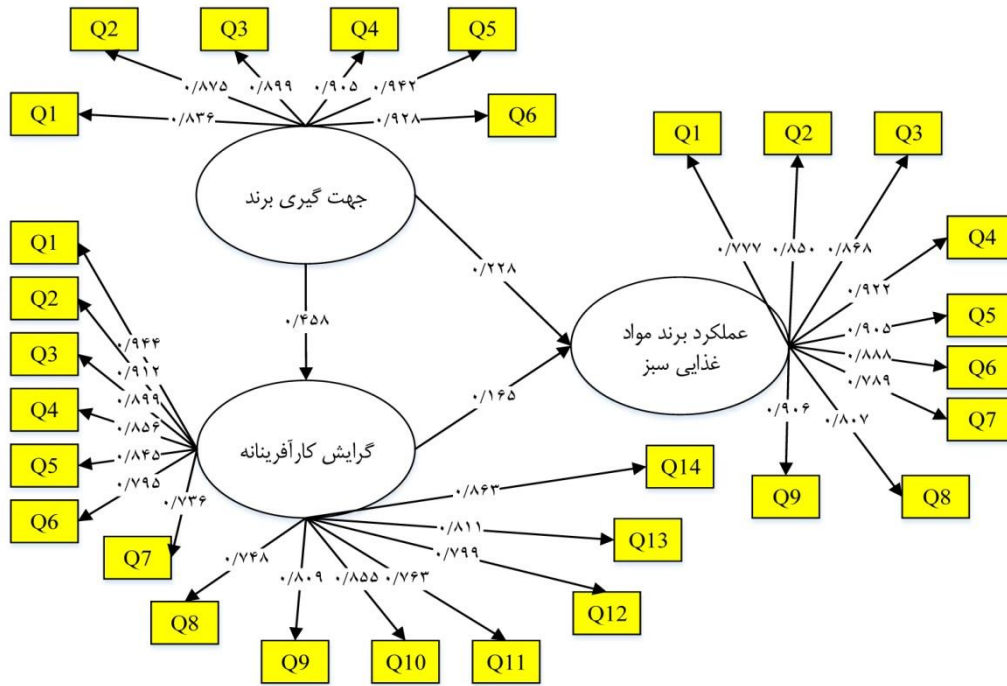 Q2 Q3 Q4 Q5
۰/۸۷۵ ۰/۸۹۹ ۰/۹۰۵ ۰/۹۴۲
Q1 ۰/۸۳۶ ۰/۹۲۸ Q6
جهت گیری برند
Q1 Q2 Q3
۰/۷۷۷ ۰/۸۵۰ ۰/۸۶۸
Q4
۰/۹۲۲
Q5
۰/۹۰۵
Q6
۰/۸۸۸
Q7
۰/۷۸۹
Q8
۰/۸۰۷
Q9
۰/۹۰۶
عملکرد برند مواد
غذایی سبز
۰/۲۲۸
۰/۴۵۸
۰/۱۶۵
Q1
۰/۹۴۴
Q2
۰/۹۱۲
Q3
۰/۸۹۹
Q4
۰/۸۵۶
Q5
۰/۸۴۵
Q6
۰/۷۹۵
Q7
۰/۷۳۶
گرایش کارآفرینانه
Q14
۰/۸۶۳
Q13
۰/۸۱۱
Q12
۰/۷۹۹
۰/۷۴۸ ۰/۸۰۹ ۰/۸۵۵ ۰/۷۶۳
Q8
Q9 Q10 Q11